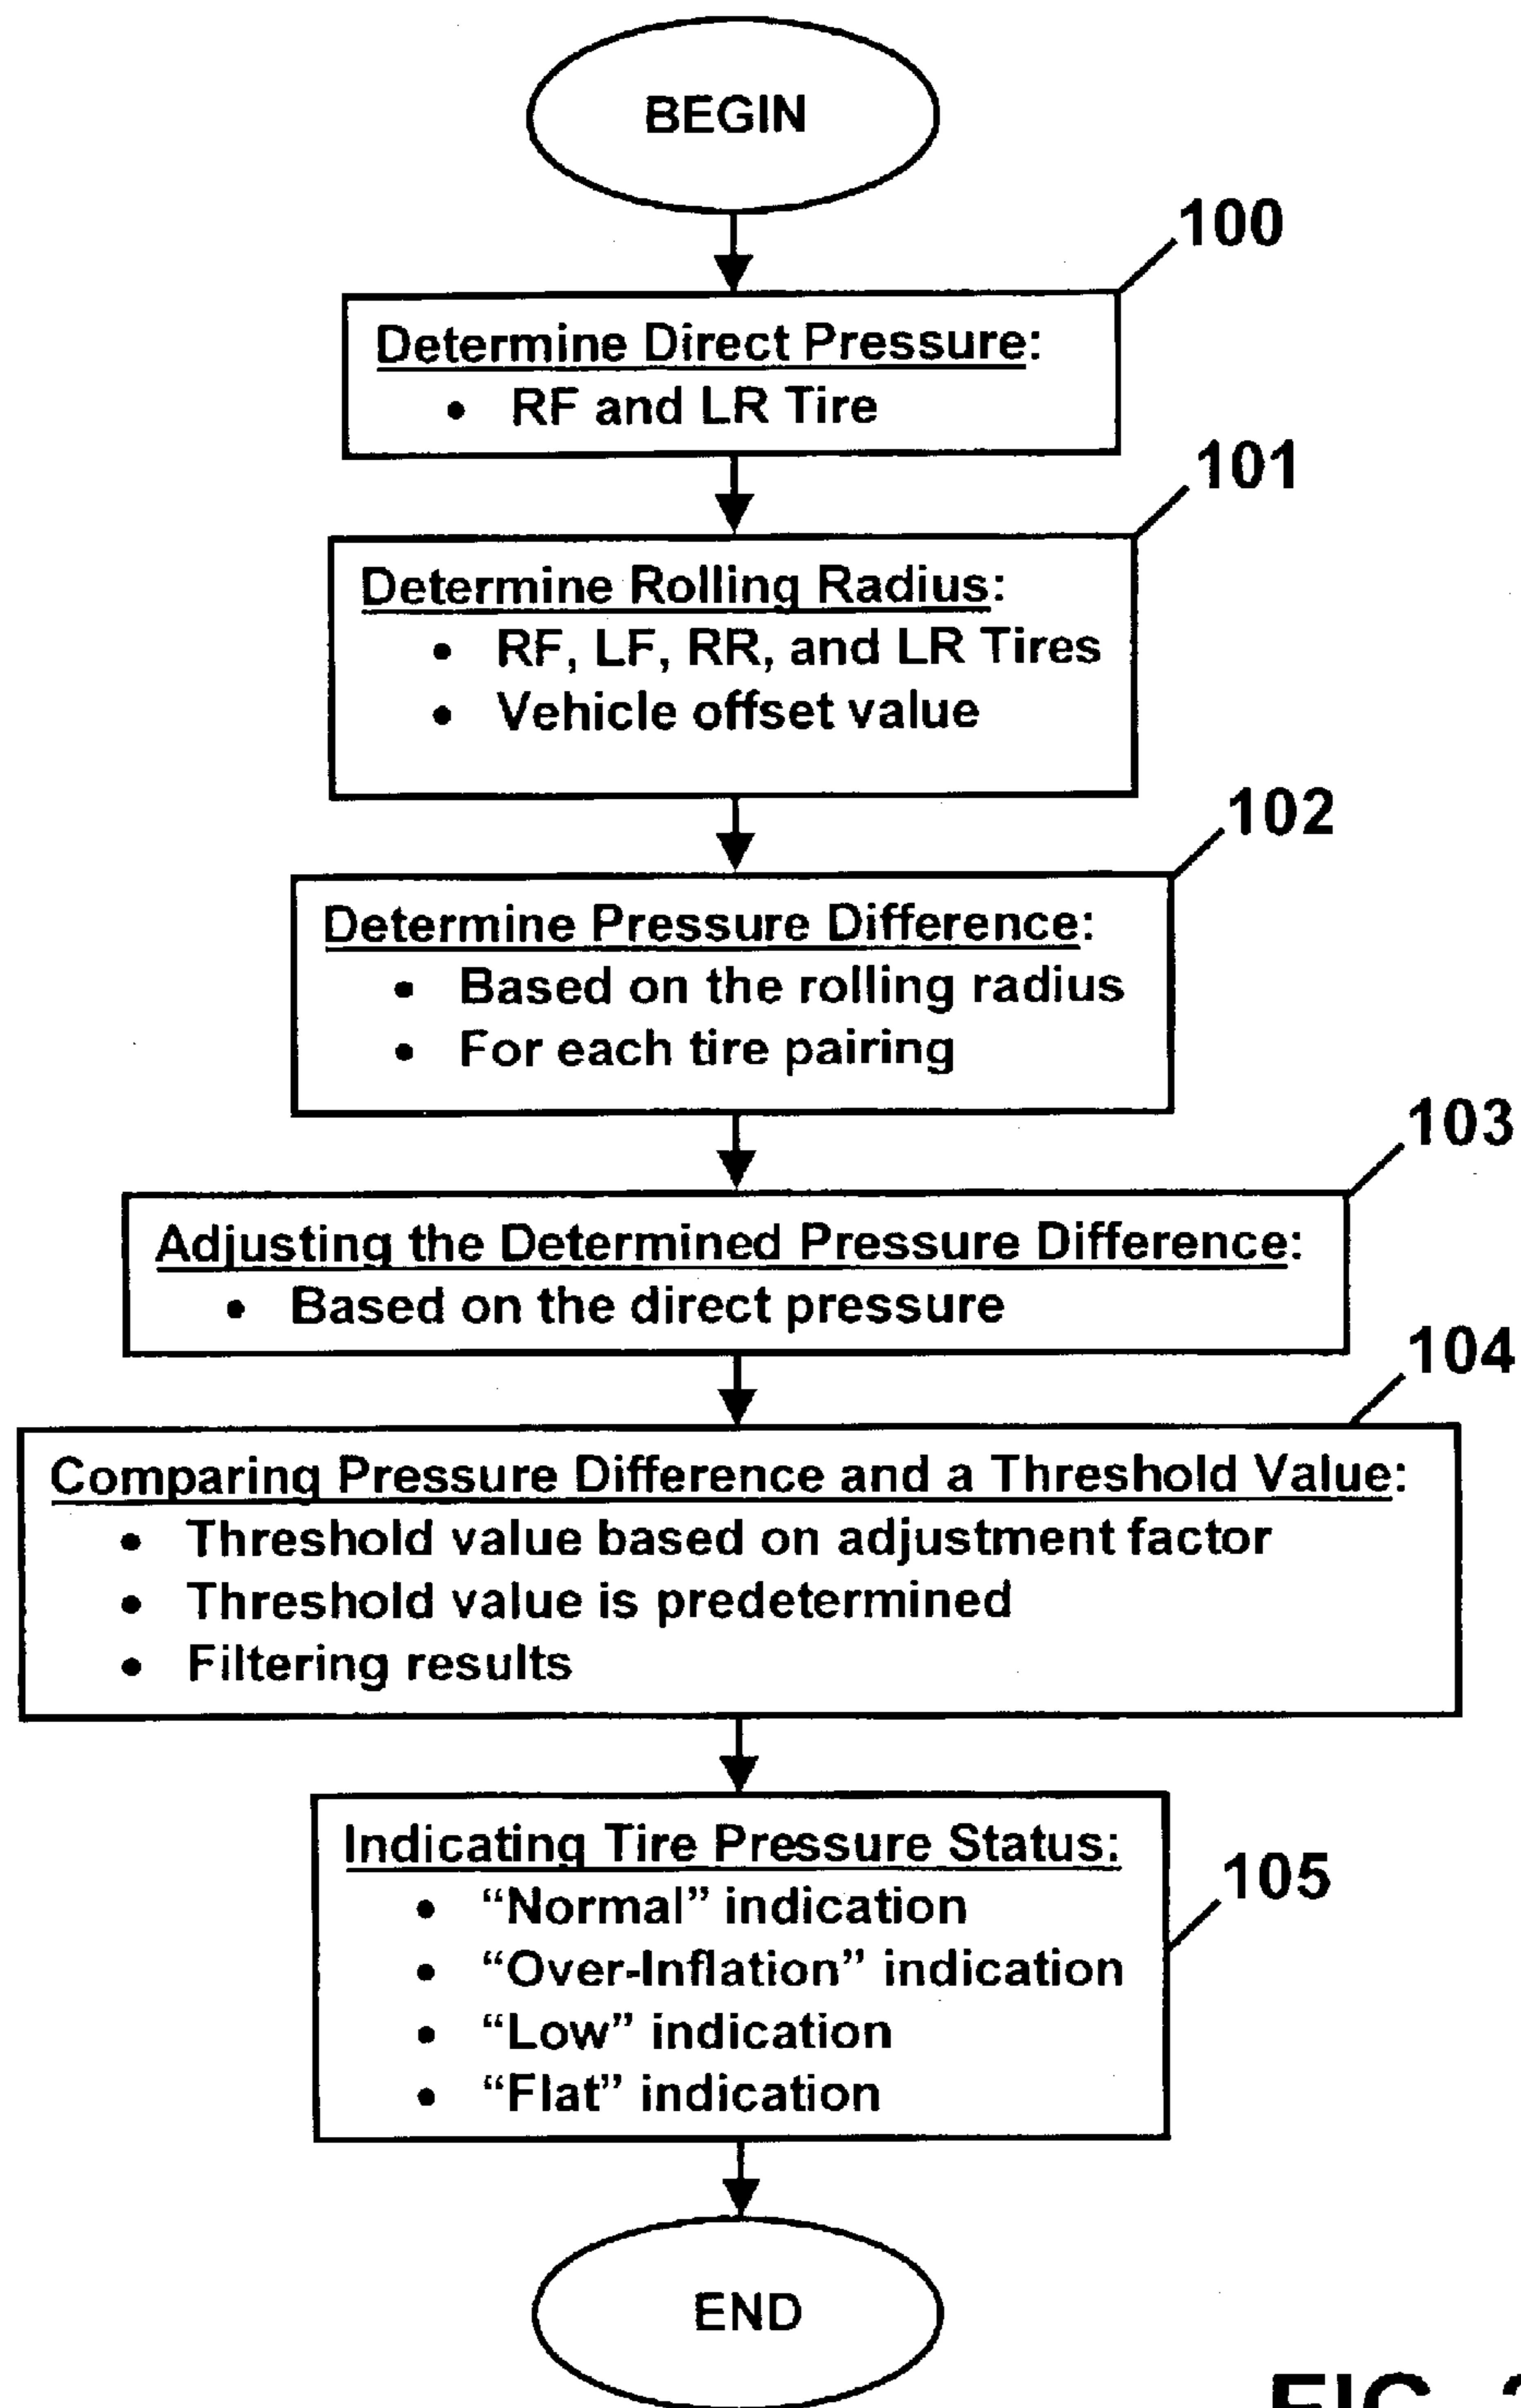 BEGIN
100
Determine Direct Pressure:
• RF and LR Tire
101
Determine Rolling Radius:
• RF, LF, RR, and LR Tires
• Vehicle offset value
102
Determine Pressure Difference:
• Based on the rolling radius
• For each tire pairing
103
Adjusting the Determined Pressure Difference:
• Based on the direct pressure
104
Comparing Pressure Difference and a Threshold Value:
• Threshold value based on adjustment factor
• Threshold value is predetermined
• Filtering results
Indicating Tire Pressure Status:
105
• “Normal” indication
• “Over-Inflation” indication
• “Low” indication
• “Flat” indication
END
FIG.